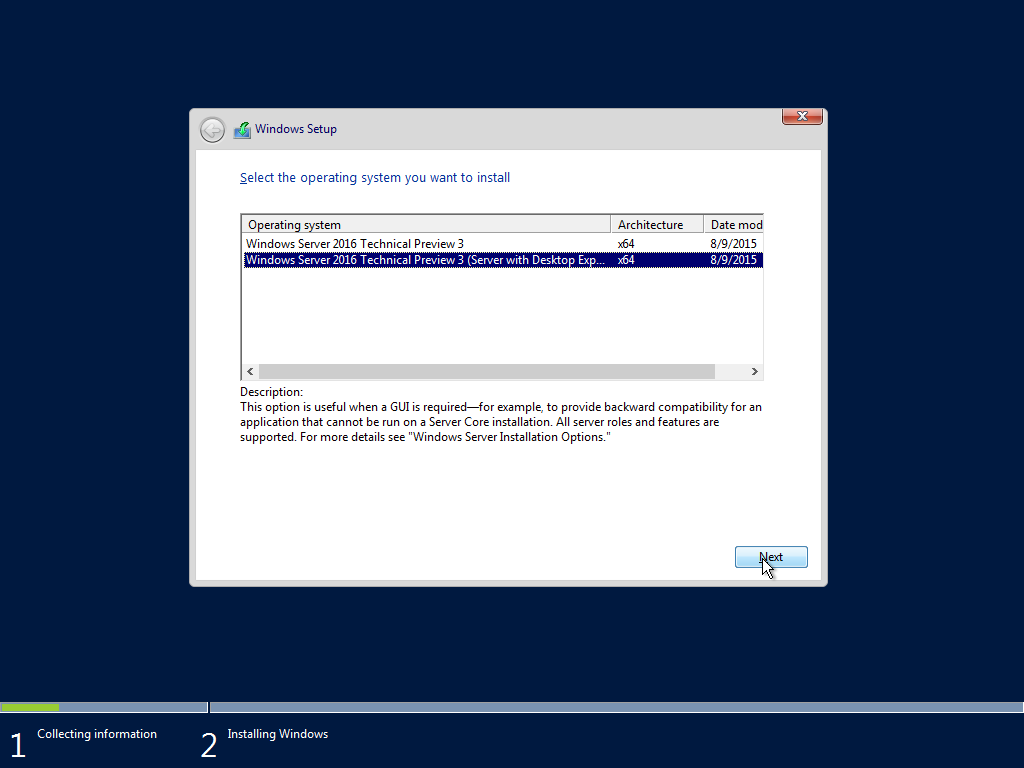 Windows Setup
Select the operating system you want to install
Operating system Architecture Date mod
Windows Server 2016 Technical Preview 3 x64 8/9/2015
Windows Server 2016 Technical Preview 3 (Server with Desktop Exp... x64 8/9/2015
Description:
This option is useful when a GUI is required—for example, to provide backward compatibility for an
application that cannot be run on a Server Core installation. All server roles and features are
supported. For more details see "Windows Server Installation Options."
Next
1 Collecting information 2 Installing Windows